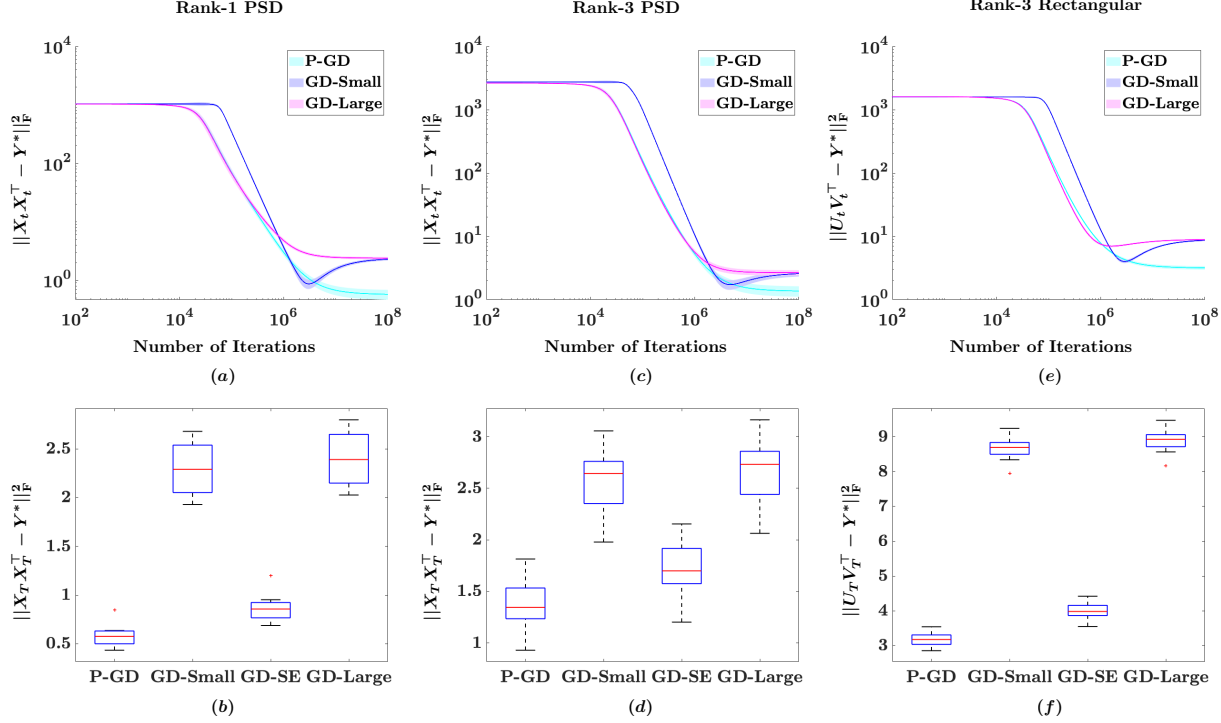 Rank-1 PSD
Rank-3 PSD
Rank-3 Rectangular
||X_t X_t^⊤ − Y*||_F^2
10^4
10^3
10^2
10^1
10^0
P-GD
GD-Small
GD-Large
10^2
10^4
10^6
10^8
Number of Iterations
(a)
||X_t X_t^⊤ − Y*||_F^2
10^4
10^3
10^2
10^1
10^0
P-GD
GD-Small
GD-Large
10^2
10^4
10^6
10^8
Number of Iterations
(c)
||U_t V_t^⊤ − Y*||_F^2
10^4
10^3
10^2
10^1
10^0
P-GD
GD-Small
GD-Large
10^2
10^4
10^6
10^8
Number of Iterations
(e)
||X_T X_T^⊤ − Y*||_F^2
2.5
2
1.5
1
0.5
P-GD GD-Small GD-SE GD-Large
(b)
||X_T X_T^⊤ − Y*||_F^2
3
2.5
2
1.5
1
P-GD GD-Small GD-SE GD-Large
(d)
||U_T V_T^⊤ − Y*||_F^2
9
8
7
6
5
4
3
P-GD GD-Small GD-SE GD-Large
(f)